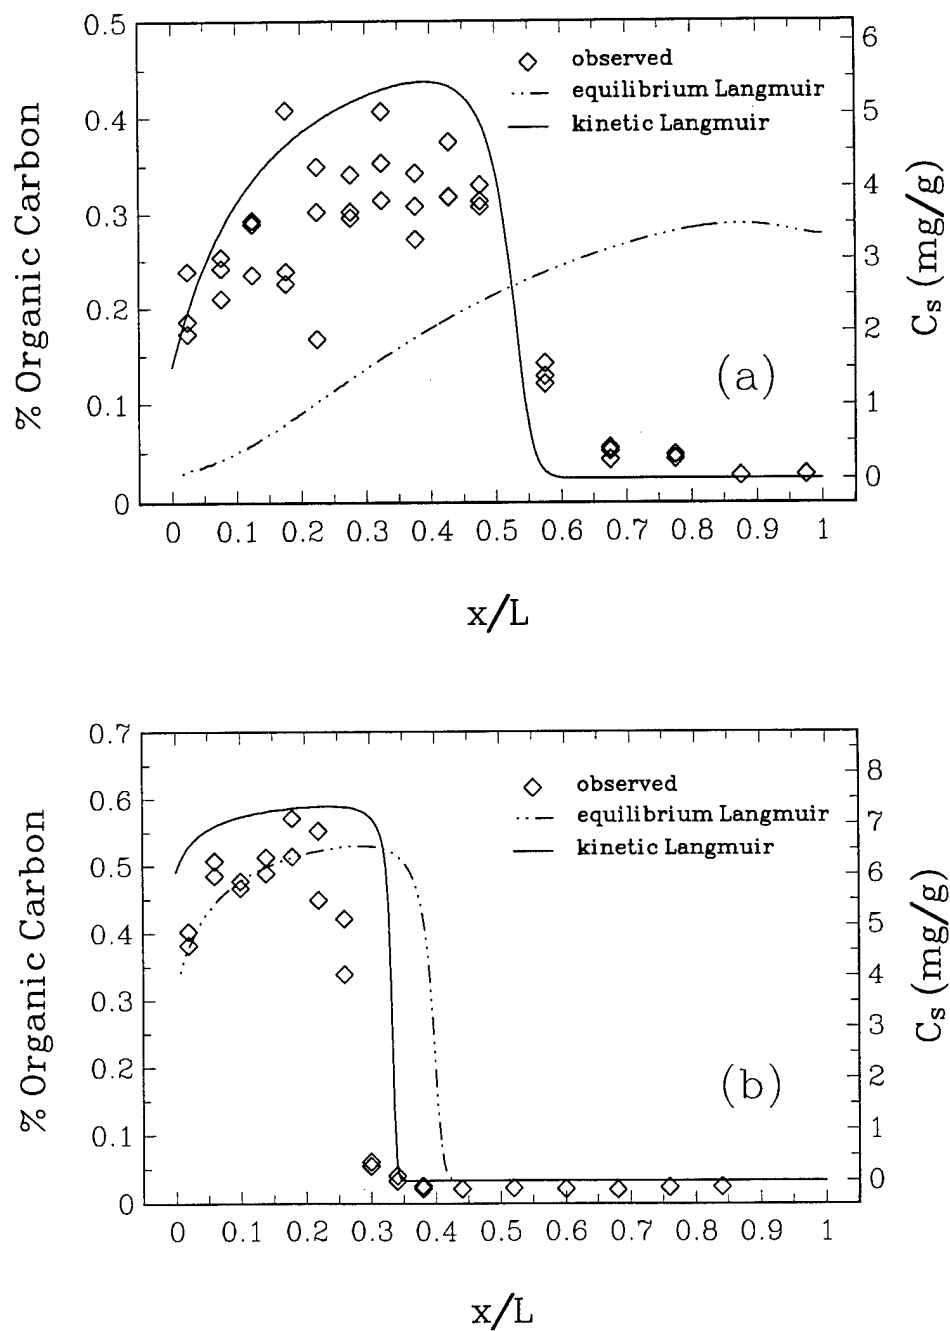 0.5
0.4
0.3
0.2
0.1
0
% Organic Carbon
observed
equilibrium Langmuir
kinetic Langmuir
(a)
6
5
4
3
2
1
0
Cs (mg/g)
0 0.1 0.2 0.3 0.4 0.5 0.6 0.7 0.8 0.9 1
x/L
0.7
0.6
0.5
0.4
0.3
0.2
0.1
0
% Organic Carbon
observed
equilibrium Langmuir
kinetic Langmuir
(b)
8
7
6
5
4
3
2
1
0
Cs (mg/g)
0 0.1 0.2 0.3 0.4 0.5 0.6 0.7 0.8 0.9 1
x/L